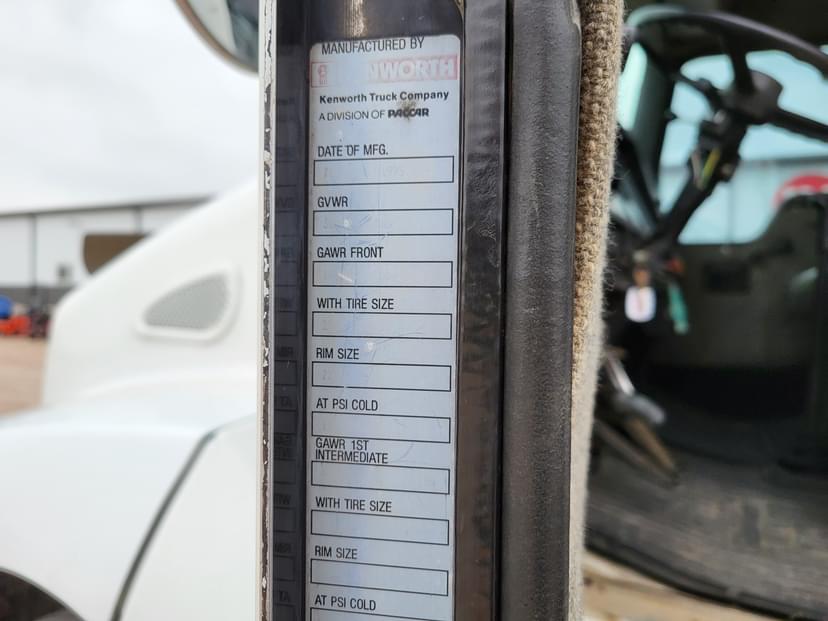 MANUFACTURED BY
KENWORTH
Kenworth Truck Company
A DIVISION OF PACCAR
DATE OF MFG.
GVWR
GAWR FRONT
WITH TIRE SIZE
RIM SIZE
AT PSI COLD
GAWR 1ST
INTERMEDIATE
WITH TIRE SIZE
RIM SIZE
AT PSI COLD